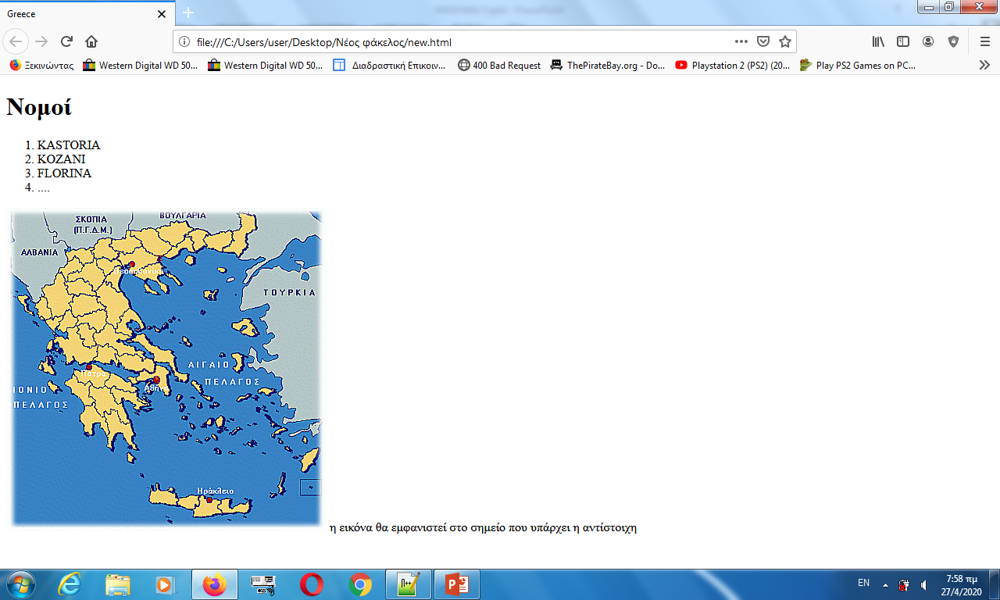 Greece
file:///C:/Users/user/Desktop/Νέος φάκελος/new.html
Ξεκινώντας
Western Digital WD 50...
Western Digital WD 50...
Διαδραστική Επικοιν...
400 Bad Request
ThePirateBay.org - Do...
Playstation 2 (PS2) (20...
Play PS2 Games on PC...
Νομοί
1. KASTORIA
2. KOZANI
3. FLORINA
4. ....
ΣΚΟΠΙΑ
(Π.Γ.Δ.Μ.)
ΒΟΥΛΓΑΡΙΑ
ΑΛΒΑΝΙΑ
Θεσσαλονίκη
ΤΟΥΡΚΙΑ
ΑΙΓΑΙΟ
ΠΕΛΑΓΟΣ
Πάτρα
Αθήνα
ΙΟΝΙΟ
ΠΕΛΑΓΟΣ
Ηράκλειο
η εικόνα θα εμφανιστεί στο σημείο που υπάρχει η αντίστοιχη
EN
7:58 πμ
27/4/2020